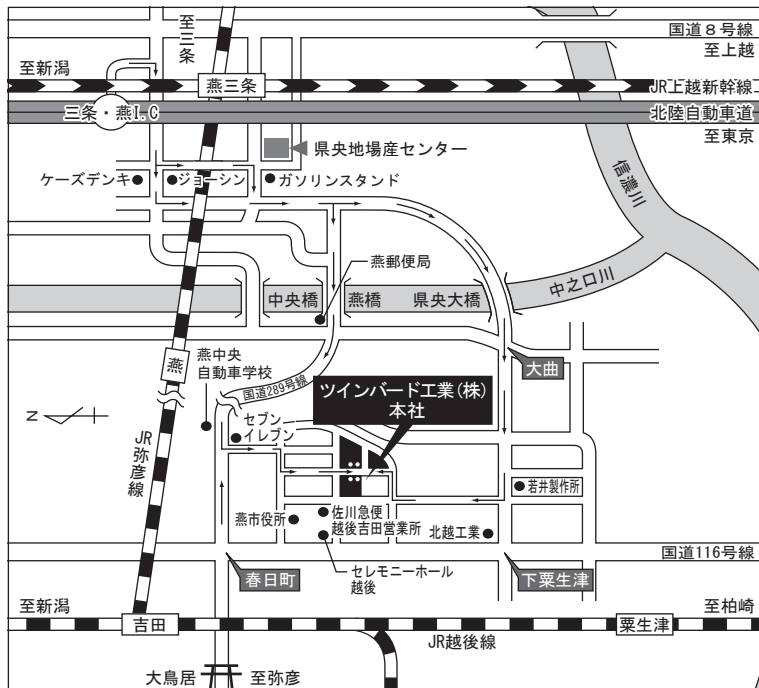 至三条
国道8号線
至上越
至新潟
燕三条
JR上越新幹線
三条・燕I.C
北陸自動車道
至東京
県央地場産センター
ケーズデンキ
ジョーシン
ガソリンスタンド
信濃川
燕郵便局
中之口川
中央橋
燕橋
県央大橋
燕
燕中央
自動車学校
国道289号線
大曲
ツインバード工業(株)
本社
セブン
イレブン
N
JR弥彦線
若井製作所
佐川急便
越後吉田営業所
燕市役所
北越工業
国道116号線
春日町
セレモニーホール
越後
下粟生津
至新潟
吉田
至柏崎
粟生津
JR越後線
大鳥居
至弥彦